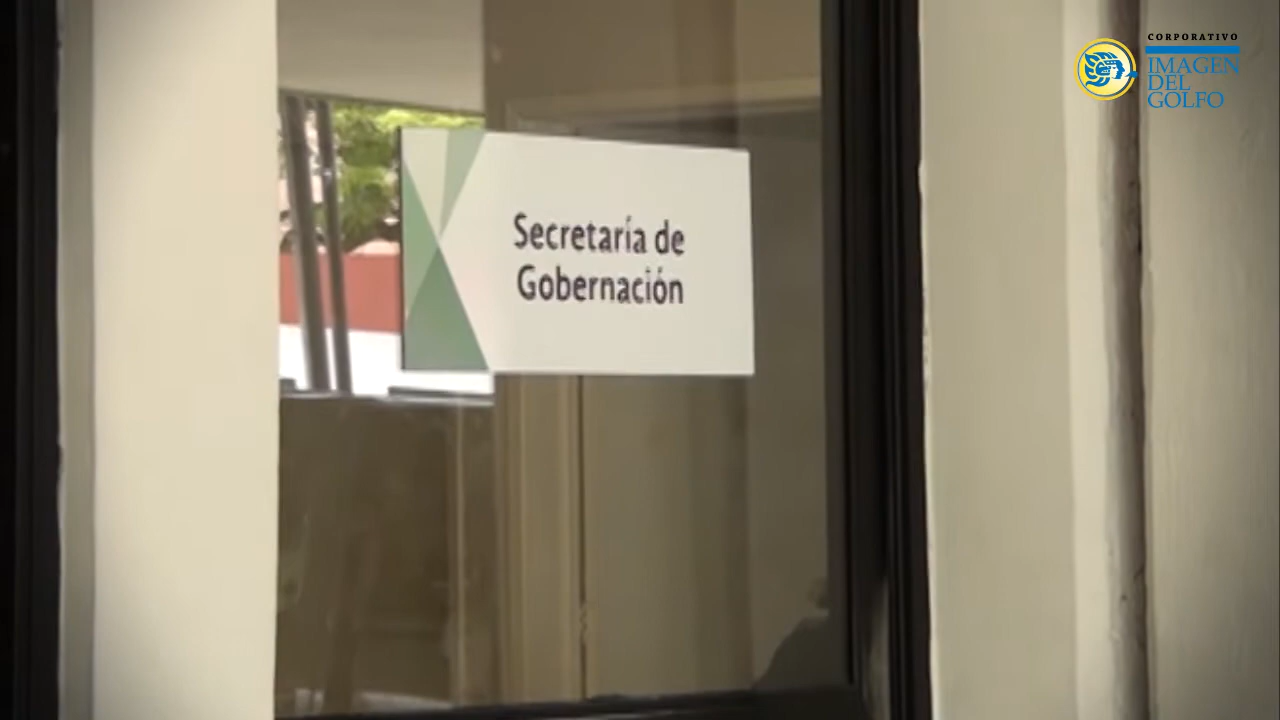 CORPORATIVO
IMAGEN
DEL
GOLFO
Secretaría de
Gobernación